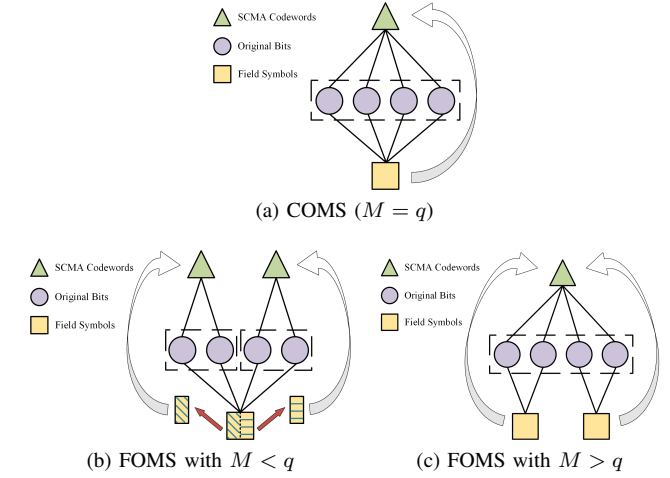 SCMA Codewords
Original Bits
Field Symbols
(a) COMS (M = q)
SCMA Codewords
Original Bits
Field Symbols
(b) FOMS with M < q
SCMA Codewords
Original Bits
Field Symbols
(c) FOMS with M > q